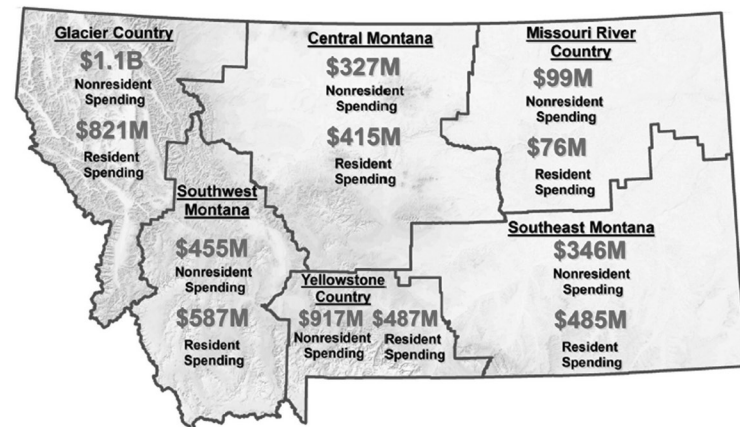 Glacier Country
$1.1B
Nonresident
Spending
$821M
Resident
Spending
Central Montana
$327M
Nonresident
Spending
$415M
Resident
Spending
Missouri River
Country
$99M
Nonresident
Spending
$76M
Resident
Spending
Southwest
Montana
$455M
Nonresident
Spending
$587M
Resident
Spending
Yellowstone
Country
$917M $487M
Nonresident Resident
Spending Spending
Southeast Montana
$346M
Nonresident
Spending
$485M
Resident
Spending